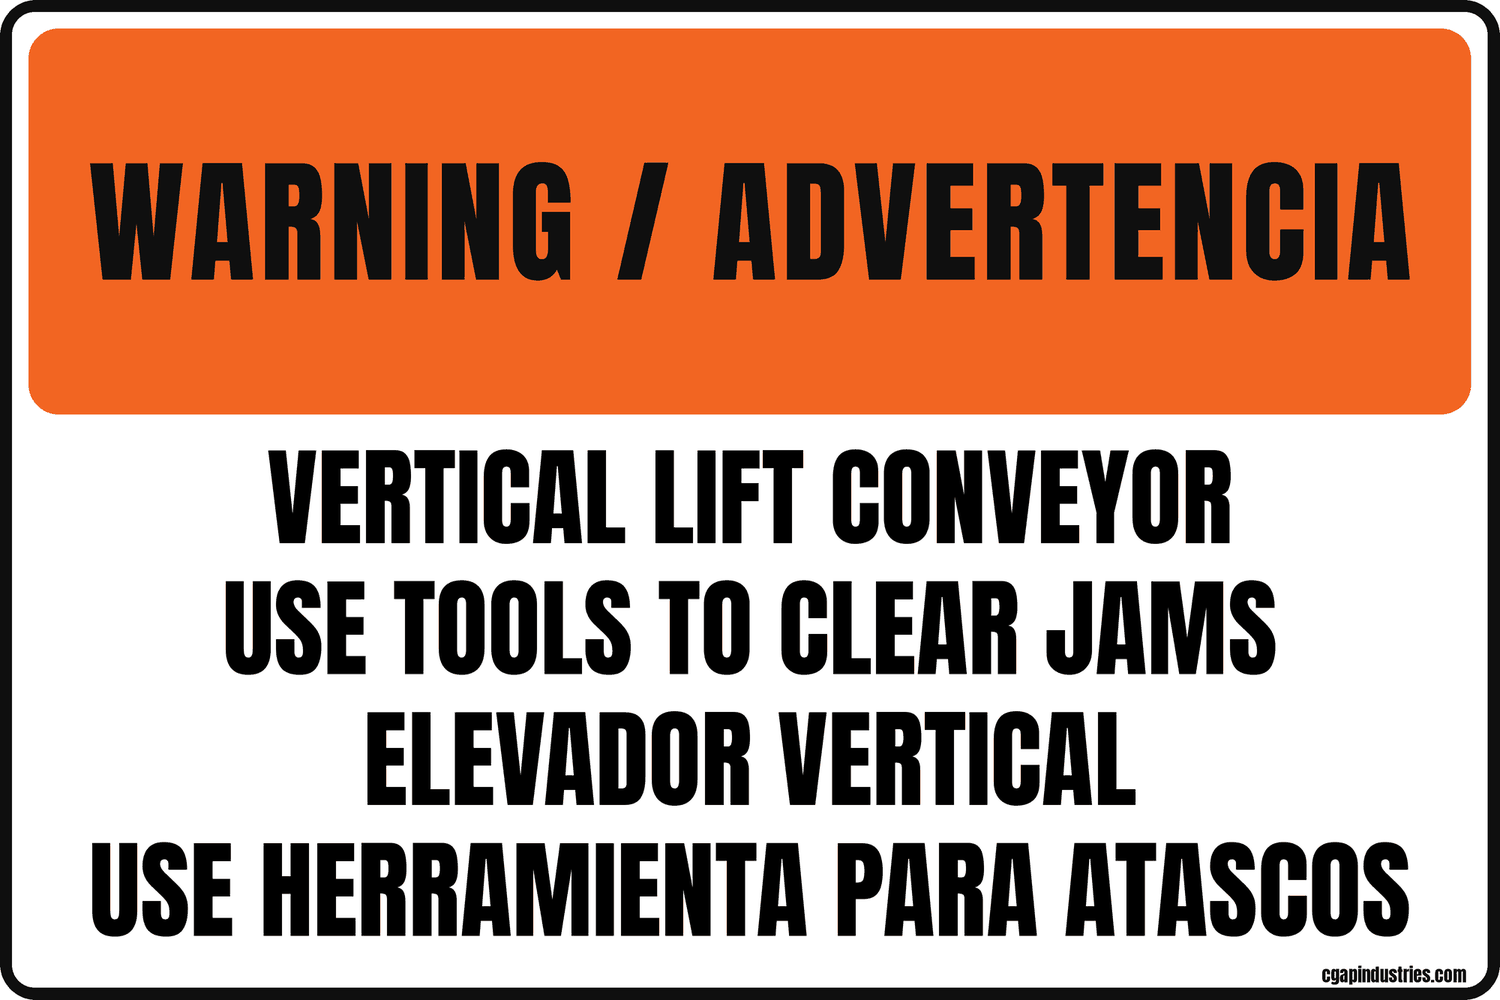 WARNING / ADVERTENCIA
VERTICAL LIFT CONVEYOR
USE TOOLS TO CLEAR JAMS
ELEVADOR VERTICAL
USE HERRAMIENTA PARA ATASCOS
cgapindustries.com